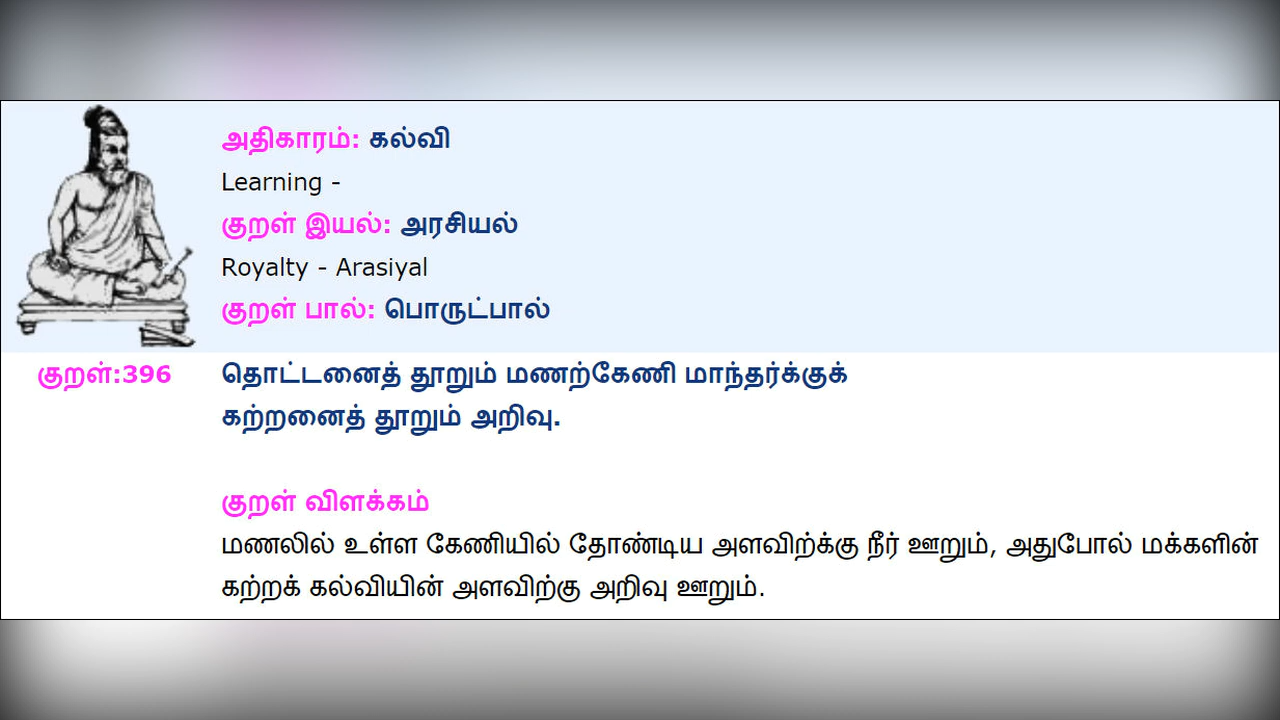 அதிகாரம்: கல்வி
Learning -
குறள் இயல்: அரசியல்
Royalty - Arasiyal
குறள் பால்: பொருட்பால்
குறள்:396 தொட்டனைத் தூறும் மணற்கேணி மாந்தர்க்குக்
கற்றனைத் தூறும் அறிவு.
குறள் விளக்கம்
மணலில் உள்ள கேணியில் தோண்டிய அளவிற்க்கு நீர் ஊறும், அதுபோல் மக்களின்
கற்றக் கல்வியின் அளவிற்கு அறிவு ஊறும்.